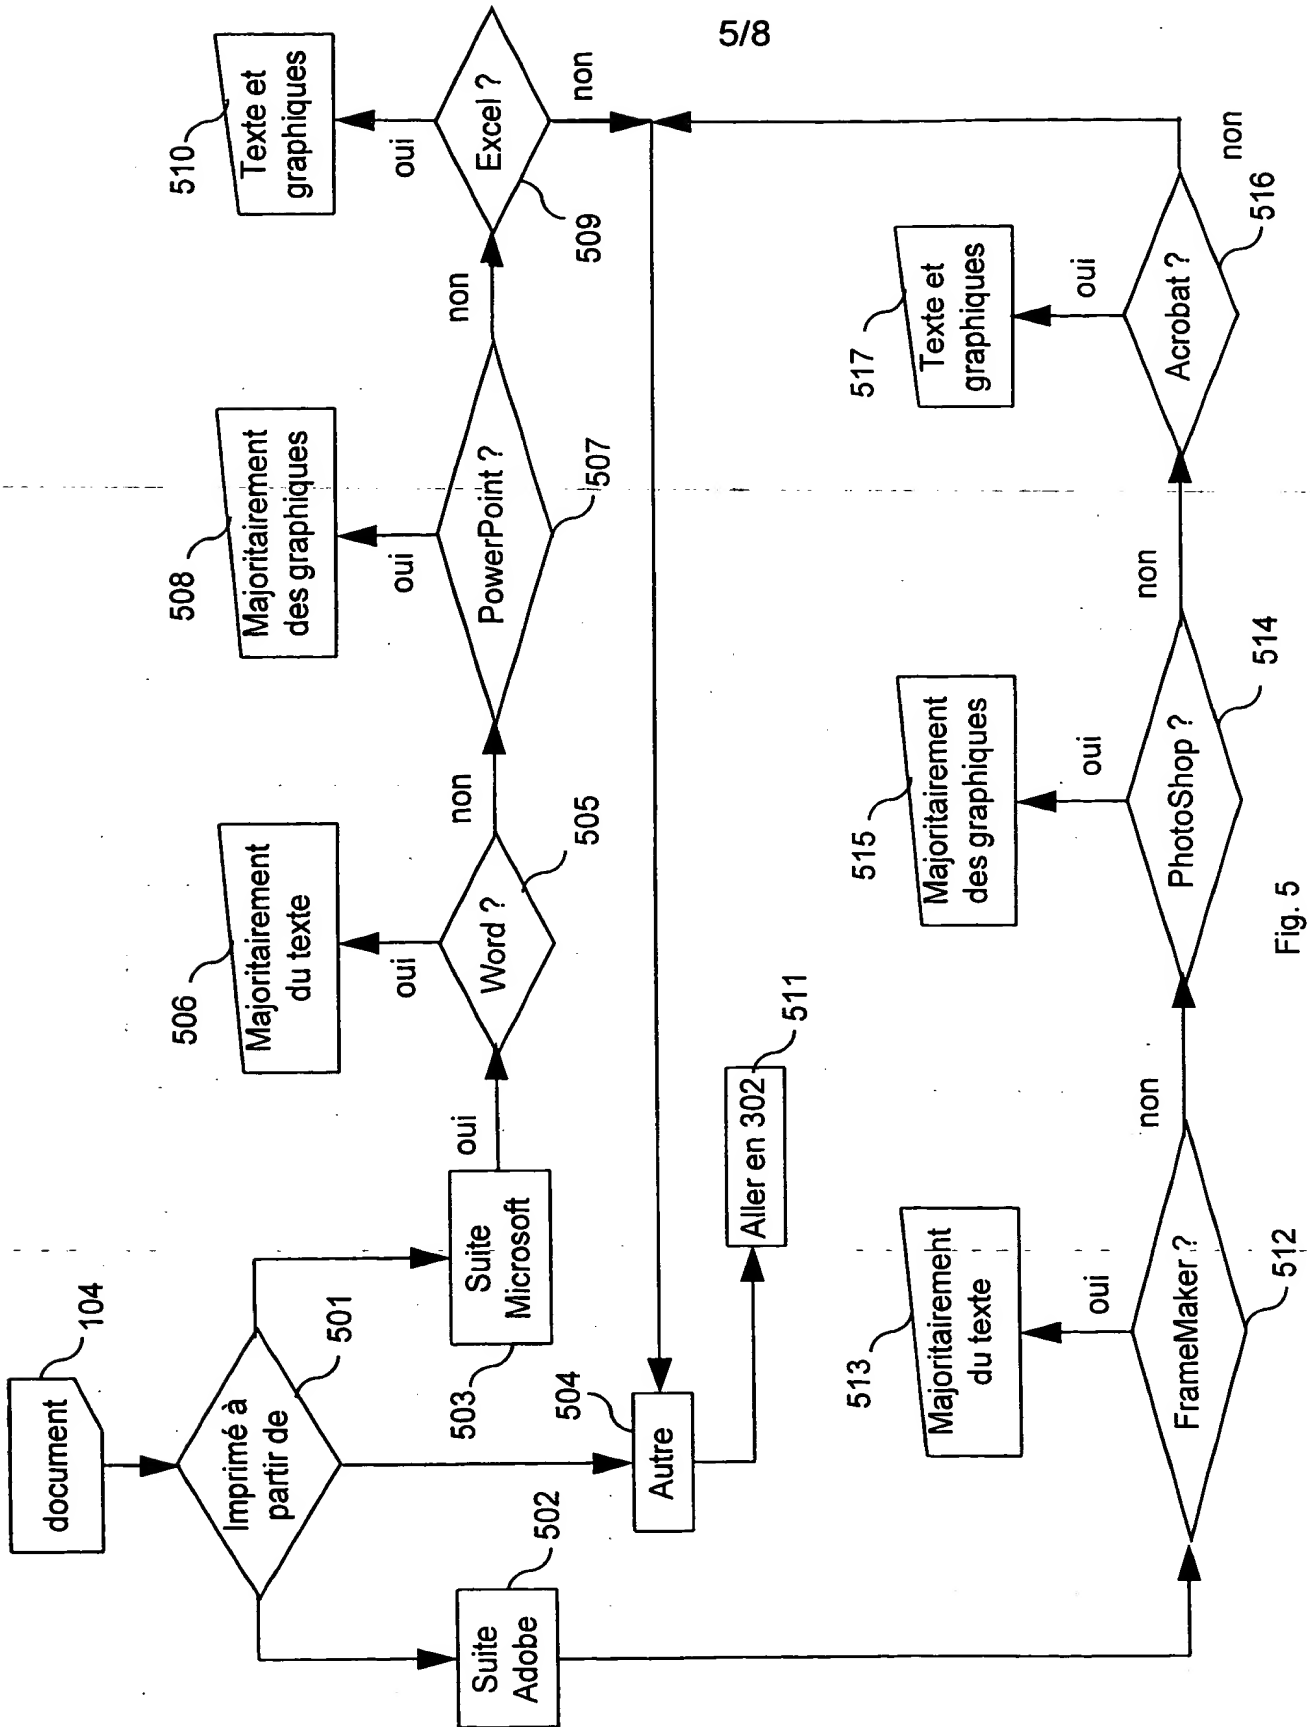 5/8
document
104
Imprimé à
partir de
501
Suite
Microsoft
503
oui
Word ?
505
oui
Majoritairement
du texte
506
non
PowerPoint ?
507
oui
Majoritairement
des graphiques
508
non
Excel ?
509
oui
Texte et
graphiques
510
non
Autre
504
Aller en 302
511
Suite
Adobe
502
FrameMaker ?
512
oui
Majoritairement
du texte
513
non
PhotoShop ?
514
oui
Majoritairement
des graphiques
515
non
Acrobat ?
516
oui
Texte et
graphiques
517
non
Fig. 5